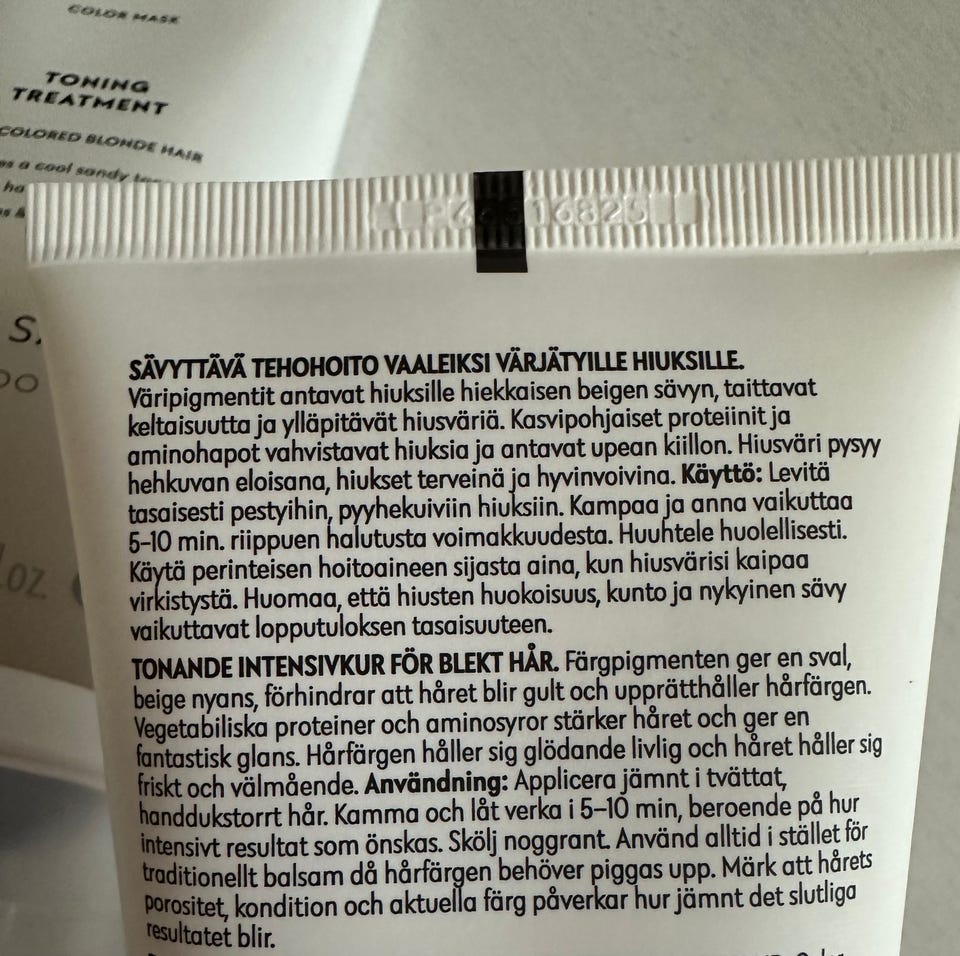 COLOR MASK
TONING
TREATMENT
COLORED BLONDE HAIR
a cool sandy
16825
SÄVYTTÄVÄ TEHOHOITO VAALEIKSI VÄRJÄTYILLE HIUKSILLE.
Väripigmentit antavat hiuksille hiekkaisen beigen sävyn, taittavat
keltaisuutta ja ylläpitävät hiusväriä. Kasvipohjaiset proteiinit ja
aminohapot vahvistavat hiuksia ja antavat upean kiillon. Hiusväri pysyy
hehkuvan eloisana, hiukset terveinä ja hyvinvoivina. Käyttö: Levitä
tasaisesti pestyihin, pyyhekuiviin hiuksiin. Kampaa ja anna vaikuttaa
5–10 min. riippuen halutusta voimakkuudesta. Huuhtele huolellisesti.
Käytä perinteisen hoitoaineen sijasta aina, kun hiusvärisi kaipaa
virkistystä. Huomaa, että hiusten huokoisuus, kunto ja nykyinen sävy
vaikuttavat lopputuloksen tasaisuuteen.
TONANDE INTENSIVKUR FÖR BLEKT HÅR. Färgpigmenten ger en sval,
beige nyans, förhindrar att håret blir gult och upprätthåller hårfärgen.
Vegetabiliska proteiner och aminosyror stärker håret och ger en
fantastisk glans. Hårfärgen håller sig glödande livlig och håret håller sig
friskt och välmående. Användning: Applicera jämnt i tvättat,
handdukstorrt hår. Kamma och låt verka i 5–10 min, beroende på hur
intensivt resultat som önskas. Skölj noggrant. Använd alltid i stället för
traditionellt balsam då hårfärgen behöver piggas upp. Märk att hårets
porositet, kondition och aktuella färg påverkar hur jämnt det slutliga
resultatet blir.